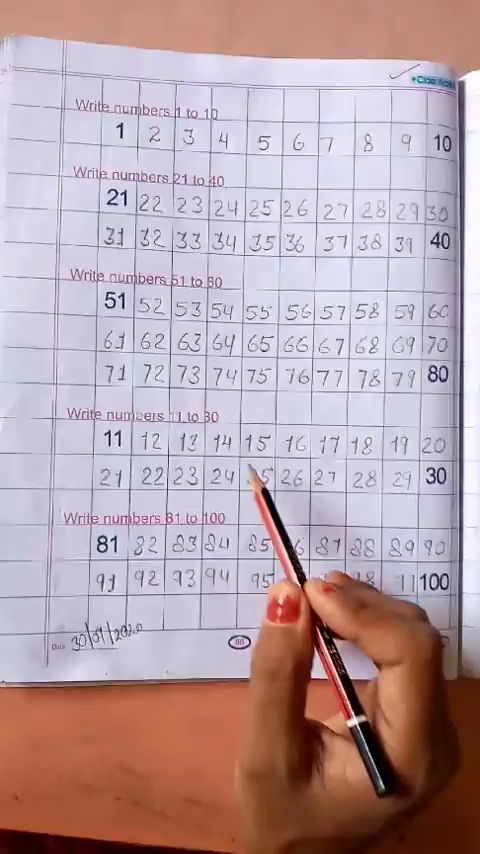 Write numbers 1 to 10
1 2 3 4 5 6 7 8 9 10
Write numbers 21 to 40
21 22 23 24 25 26 27 28 29 30
31 32 33 34 35 36 37 38 39 40
Write numbers 51 to 80
51 52 53 54 55 56 57 58 59 60
61 62 63 64 65 66 67 68 69 70
71 72 73 74 75 76 77 78 79 80
Write numbers 11 to 30
11 12 13 14 15 16 17 18 19 20
21 22 23 24 25 26 27 28 29 30
Write numbers 81 to 100
81 82 83 84 85 86 87 88 89 90
91 92 93 94 95 98 100
Date 30/07/2020
88